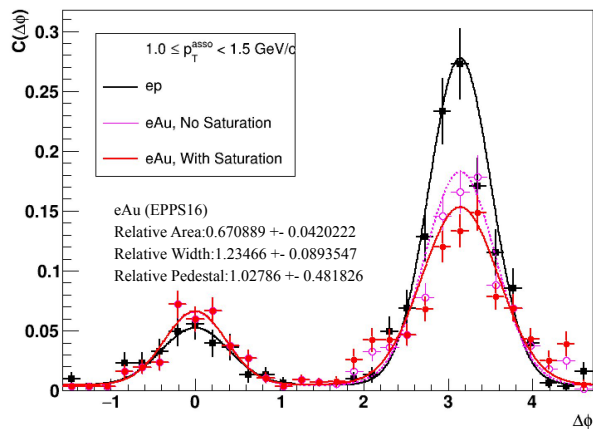 C(Δϕ)
0.3
0.25
0.2
0.15
0.1
0.05
0
1.0 ≤ p_T^asso < 1.5 GeV/c
ep
eAu, No Saturation
eAu, With Saturation
eAu (EPPS16)
Relative Area:0.670889 +- 0.0420222
Relative Width:1.23466 +- 0.0893547
Relative Pedestal:1.02786 +- 0.481826
−1 0 1 2 3 4
Δϕ